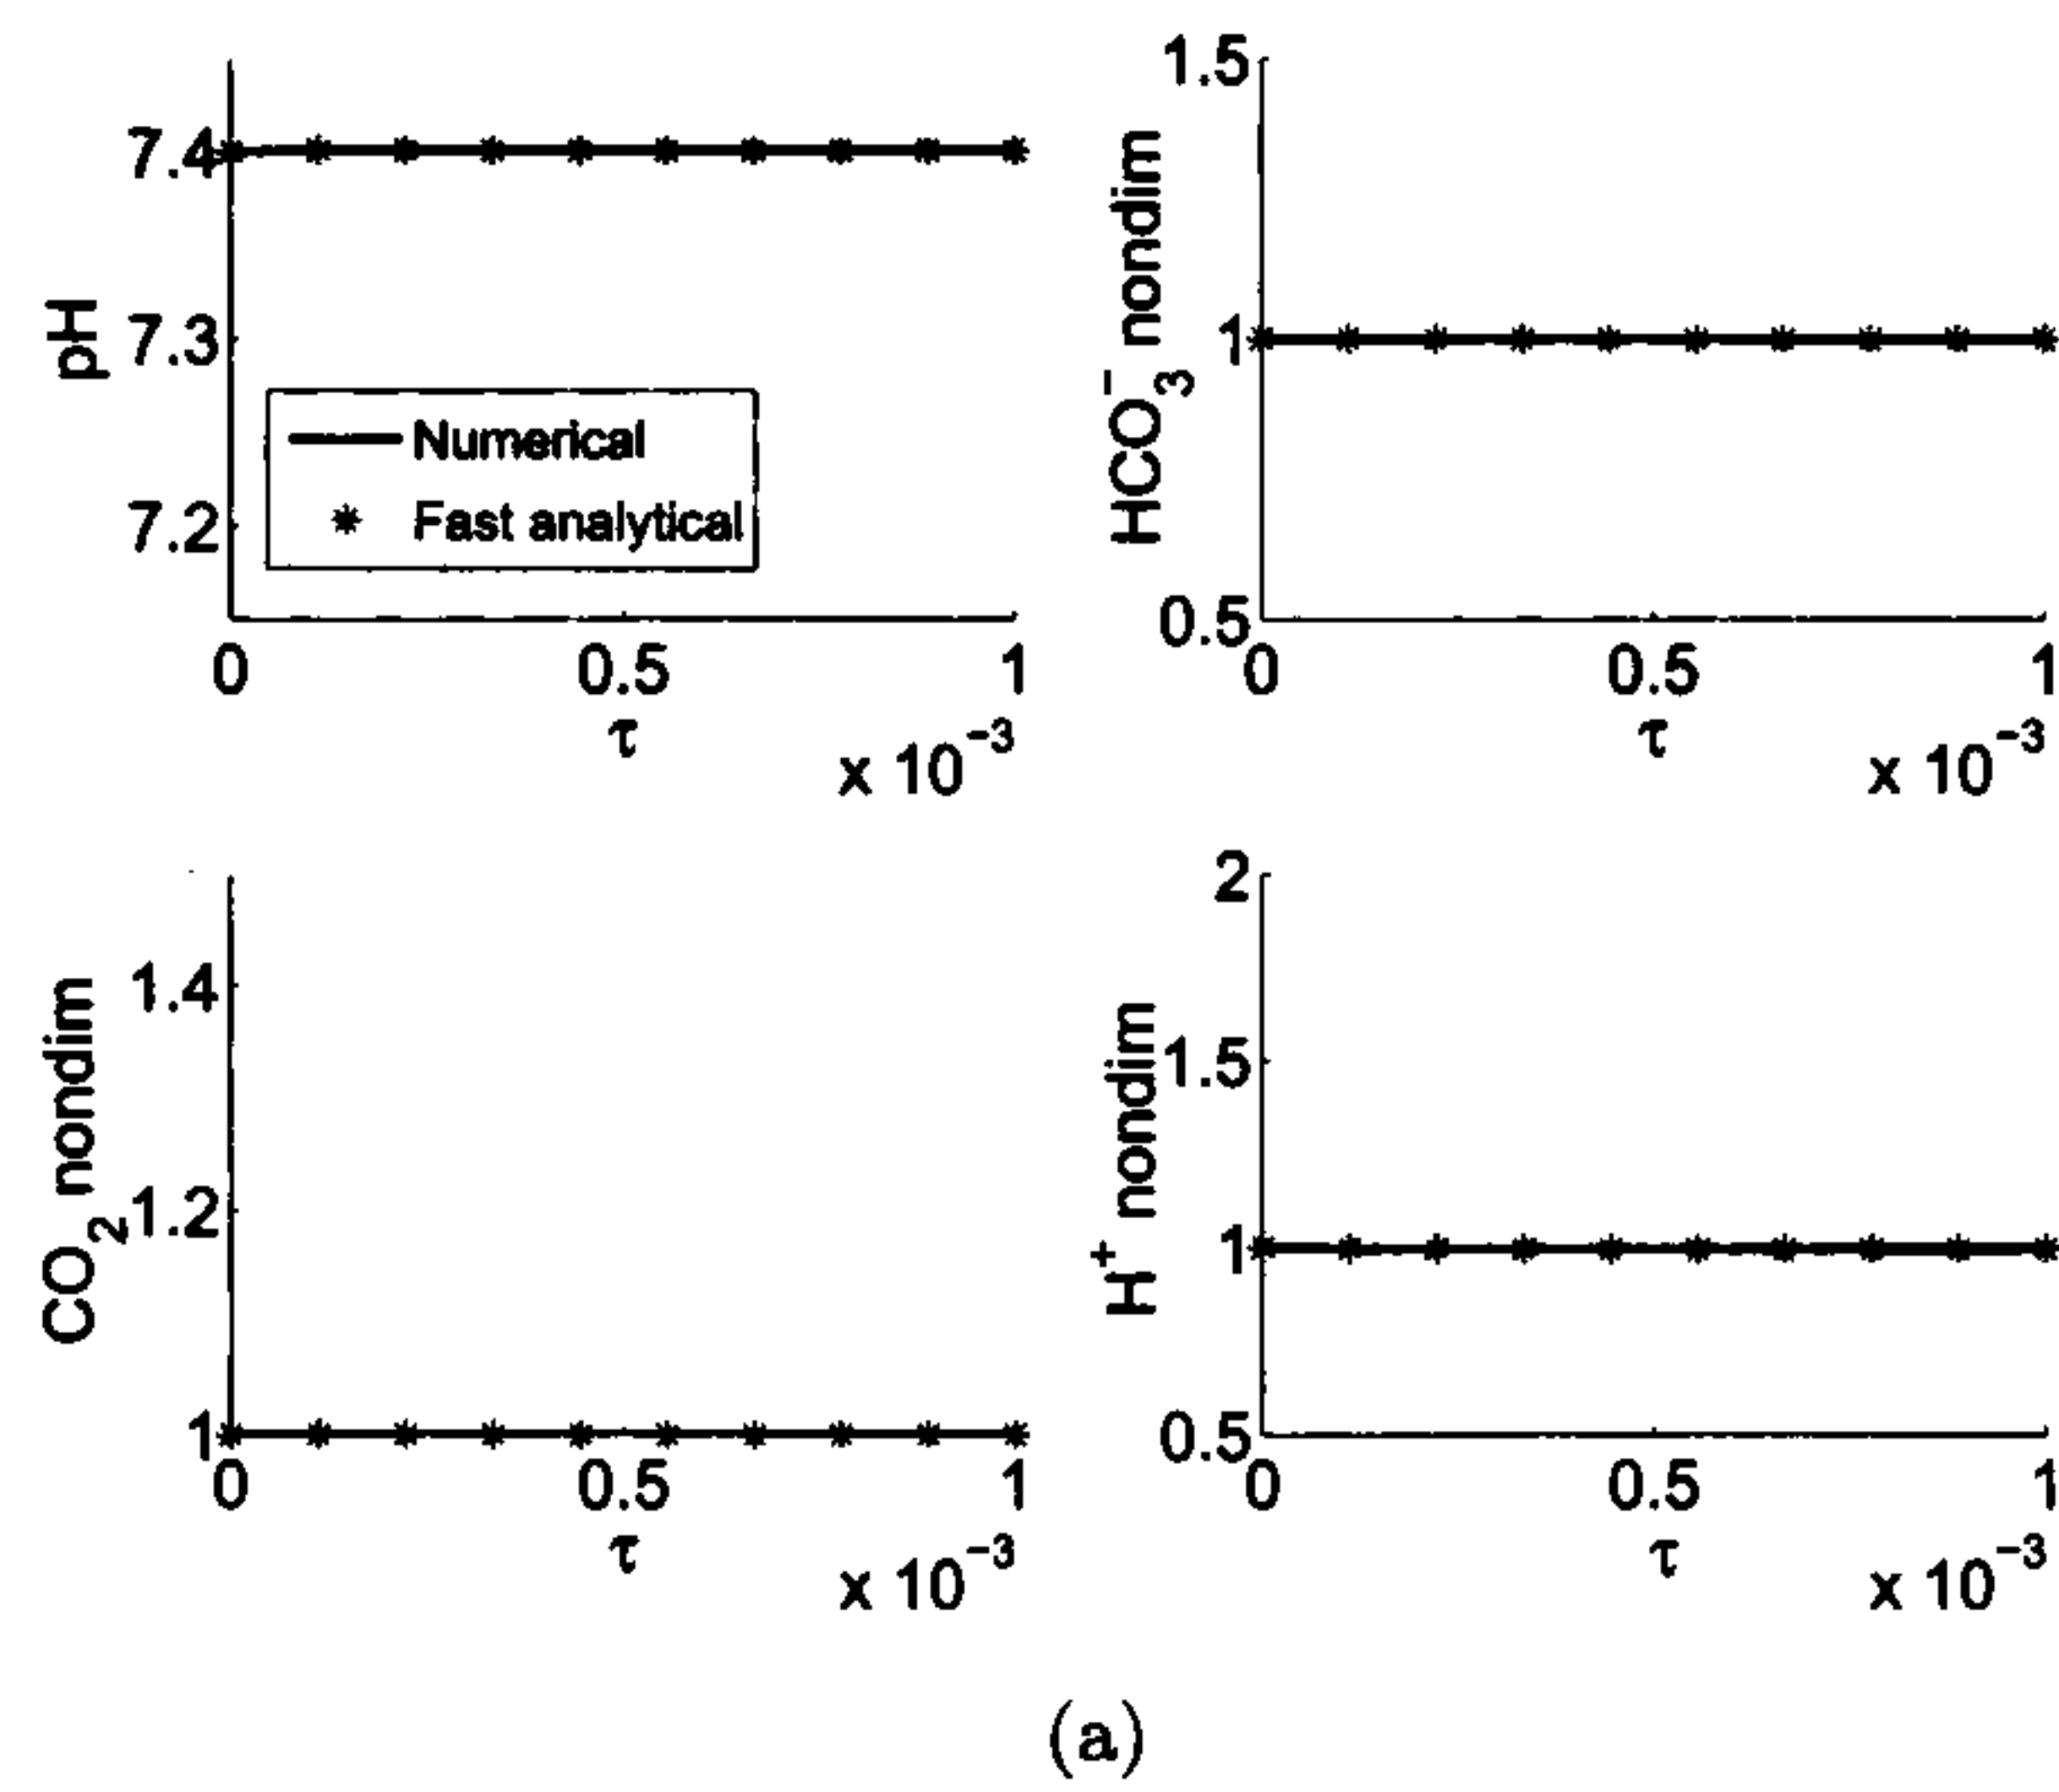 pH
7.4
7.3
7.2
Numerical
Fast analytical
0 0.5 1
τ
x 10⁻³
HCO₃⁻ nondim
1.5
1
0.5
0 0.5 1
τ
x 10⁻³
CO₂ nondim
1.4
1.2
1
0 0.5 1
τ
x 10⁻³
H⁺ nondim
2
1.5
1
0.5
0 0.5 1
τ
x 10⁻³
(a)